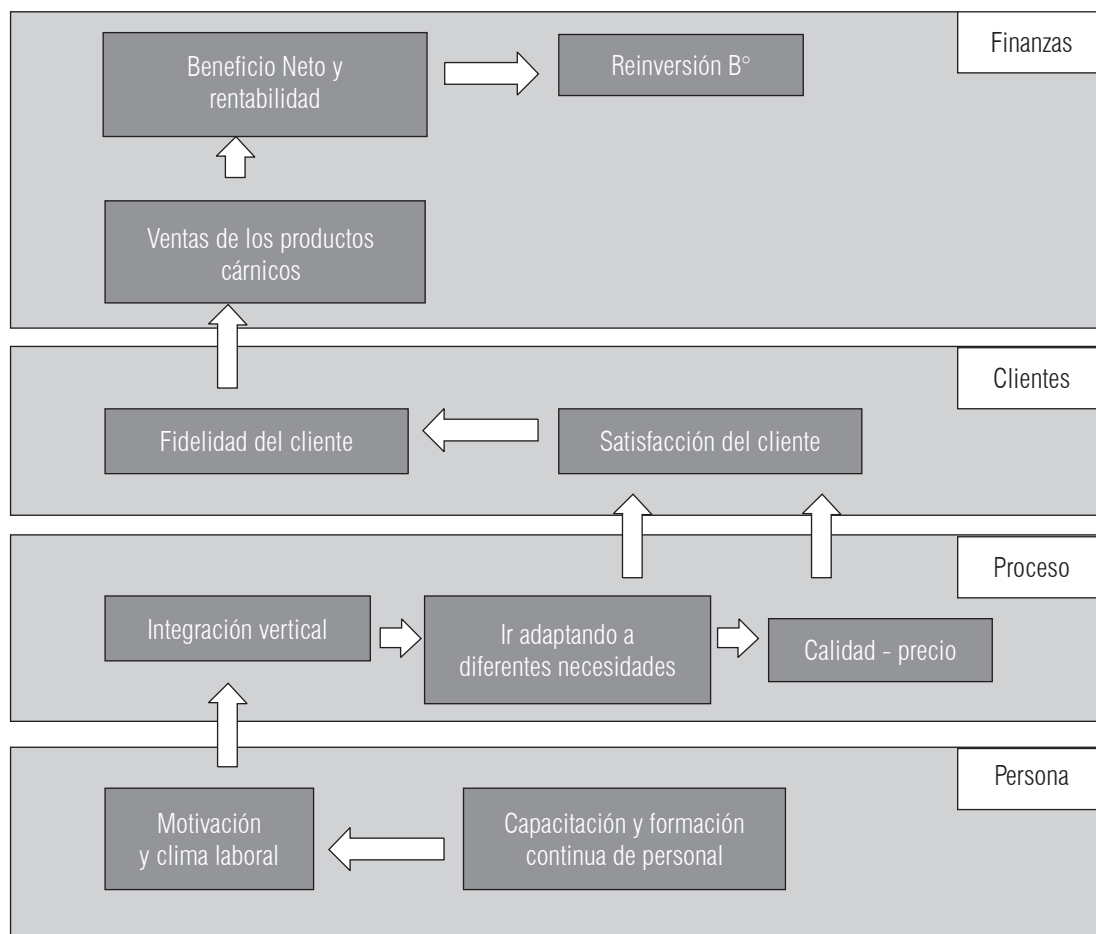 Finanzas
Beneficio Neto y
rentabilidad
Reinversión B°
Ventas de los productos
cárnicos
Clientes
Fidelidad del cliente
Satisfacción del cliente
Proceso
Integración vertical
Ir adaptando a
diferentes necesidades
Calidad - precio
Persona
Motivación
y clima laboral
Capacitación y formación
continua de personal